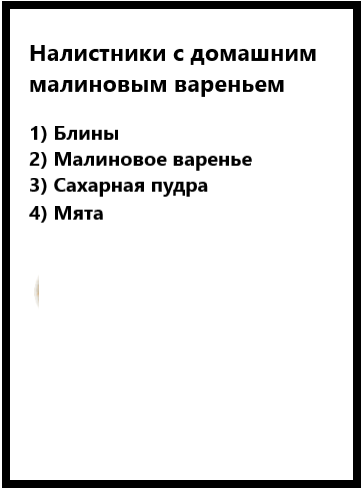 Налистники с домашним
малиновым вареньем
1) Блины
2) Малиновое варенье
3) Сахарная пудра
4) Мята